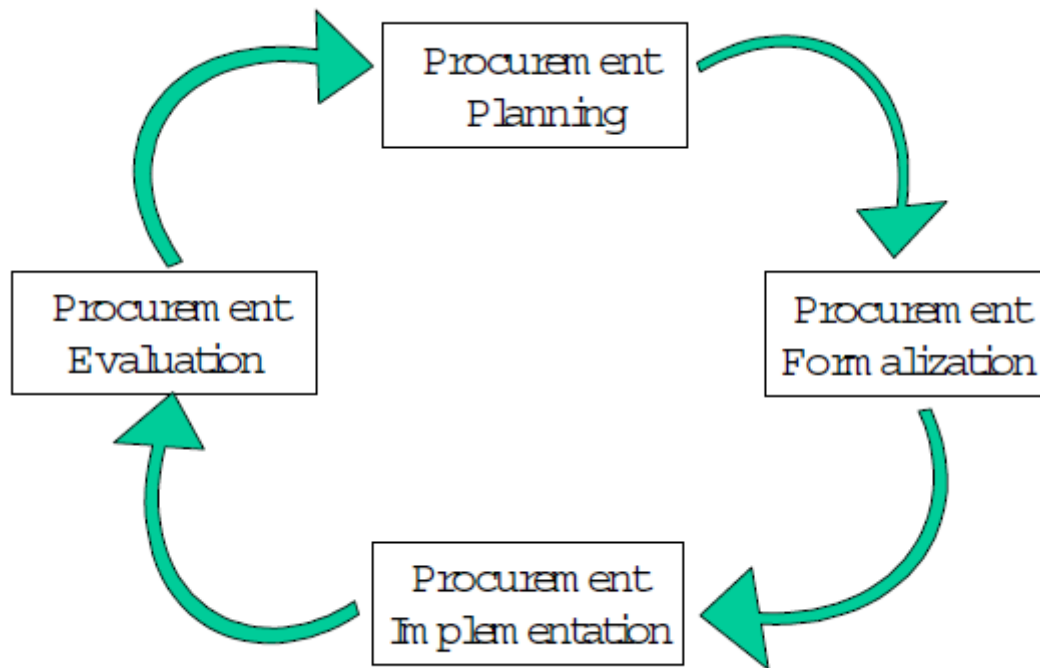 Procurement
Planning
Procurement
Formalization
Procurement
Implementation
Procurement
Evaluation